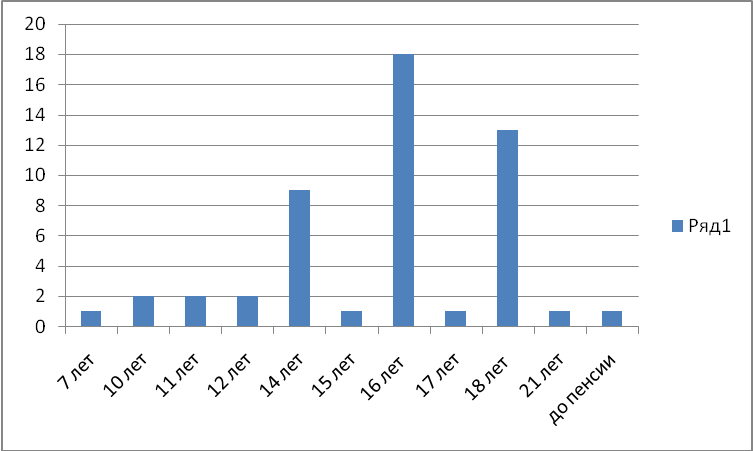 20
18
16
14
12
10
8
6
4
2
0
7 лет
10 лет
11 лет
12 лет
14 лет
15 лет
16 лет
17 лет
18 лет
21 лет
до пенсии
Ряд1